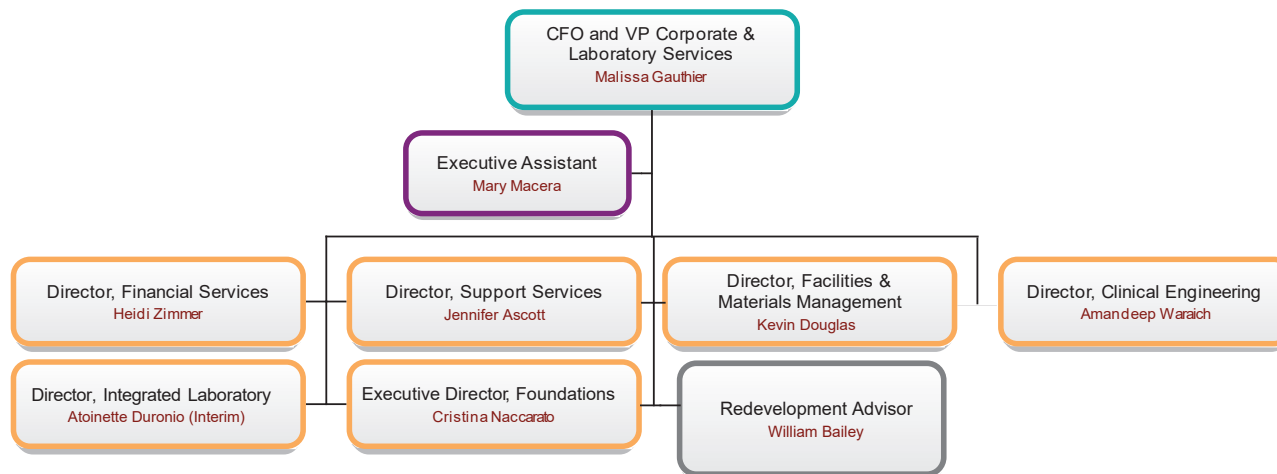 CFO and VP Corporate &
Laboratory Services
Malissa Gauthier
Executive Assistant
Mary Macera
Director, Financial Services
Heidi Zimmer
Director, Support Services
Jennifer Ascott
Director, Facilities &
Materials Management
Kevin Douglas
Director, Clinical Engineering
Amandeep Waraich
Director, Integrated Laboratory
Atoinette Duronio (Interim)
Executive Director, Foundations
Cristina Naccarato
Redevelopment Advisor
William Bailey